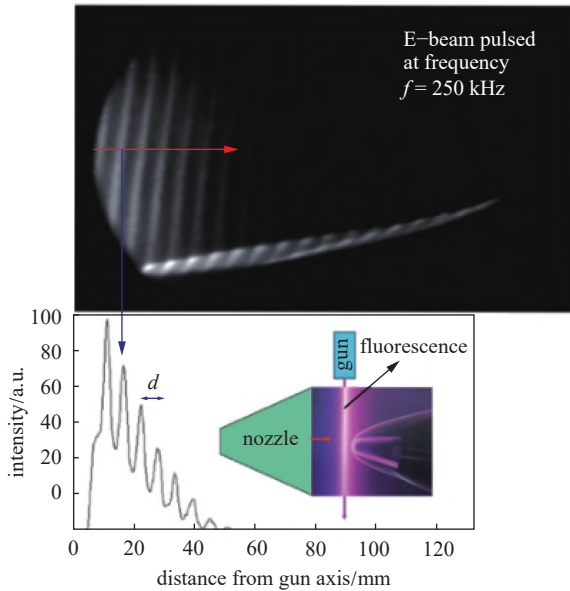 E−beam pulsed
at frequency
f = 250 kHz
100
80
60
40
20
0
intensity/a.u.
d
gun
fluorescence
nozzle
0
20
40
60
80
100
120
distance from gun axis/mm